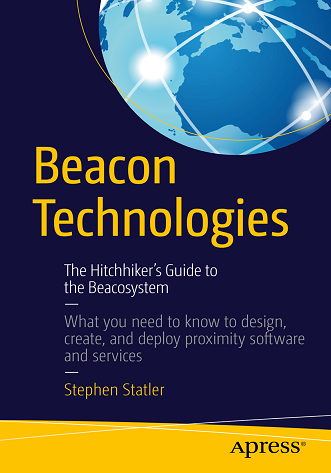 Beacon
Technologies
The Hitchhiker's Guide to
the Beacosystem
—
What you need to know to design,
create, and deploy proximity software
and services
—
Stephen Statler
Apress®